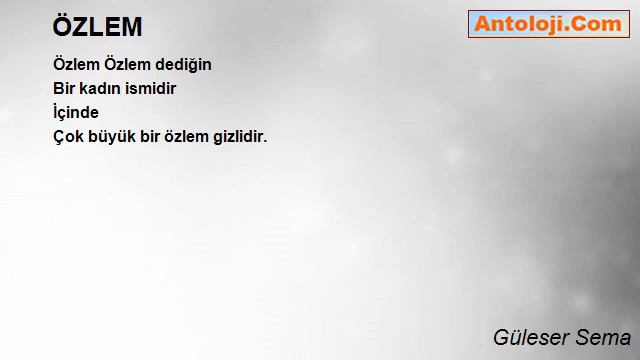 ÖZLEM
Antoloji.Com
Özlem Özlem dediğin
Bir kadın ismidir
İçinde
Çok büyük bir özlem gizlidir.
Güleser Sema